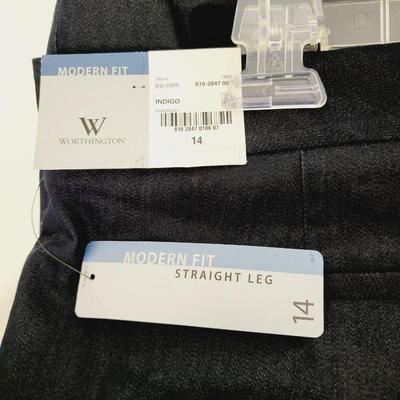 MODERN FIT
jcp.com
816-2847 00
INDIGO
816 2847 0106 07
14
W
WORTHINGTON
MODERN FIT
STRAIGHT LEG
14